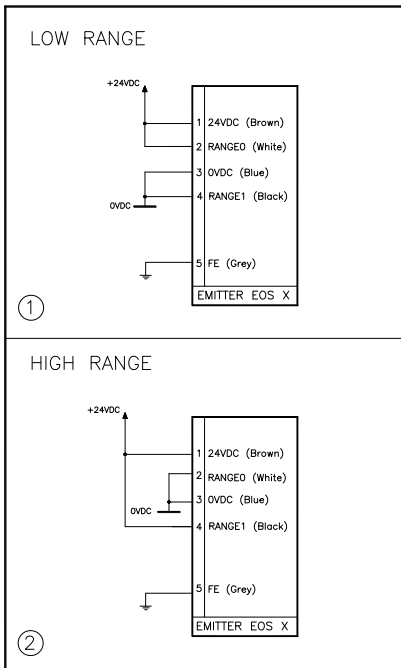 LOW RANGE
+24VDC
1 24VDC (Brown)
2 RANGE0 (White)
3 0VDC (Blue)
0VDC
4 RANGE1 (Black)
5 FE (Grey)
EMITTER EOS X
1
HIGH RANGE
+24VDC
1 24VDC (Brown)
2 RANGE0 (White)
3 0VDC (Blue)
0VDC
4 RANGE1 (Black)
5 FE (Grey)
EMITTER EOS X
2